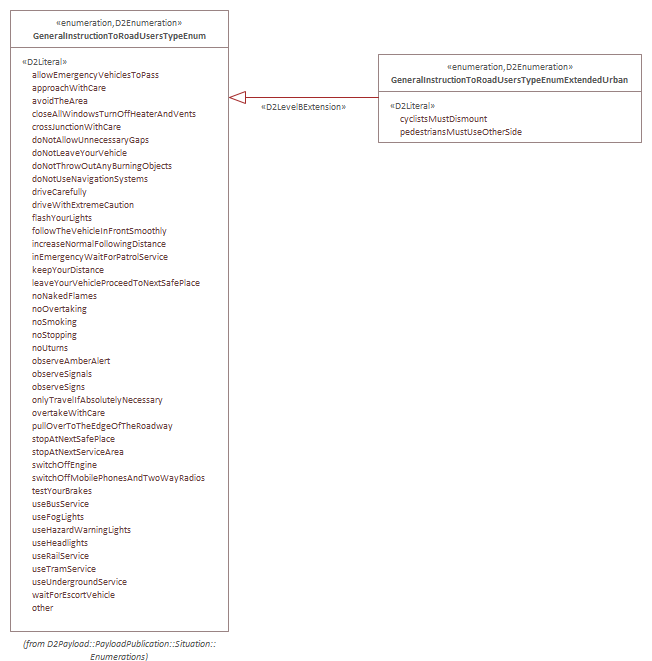 «enumeration,D2Enumeration»
GeneralInstructionToRoadUsersTypeEnum
«D2Literal»
allowEmergencyVehiclesToPass
approachWithCare
avoidTheArea
closeAllWindowsTurnOffHeaterAndVents
crossJunctionWithCare
doNotAllowUnnecessaryGaps
doNotLeaveYourVehicle
doNotThrowOutAnyBurningObjects
doNotUseNavigationSystems
driveCarefully
driveWithExtremeCaution
flashYourLights
followTheVehicleInFrontSmoothly
increaseNormalFollowingDistance
inEmergencyWaitForPatrolService
keepYourDistance
leaveYourVehicleProceedToNextSafePlace
noNakedFlames
noOvertaking
noSmoking
noStopping
noUturns
observeAmberAlert
observeSignals
observeSigns
onlyTravelIfAbsolutelyNecessary
overtakeWithCare
pullOverToTheEdgeOfTheRoadway
stopAtNextSafePlace
stopAtNextServiceArea
switchOffEngine
switchOffMobilePhonesAndTwoWayRadios
testYourBrakes
useBusService
useFogLights
useHazardWarningLights
useHeadlights
useRailService
useTramService
useUndergroundService
waitForEscortVehicle
other
(from D2Payload::PayloadPublication::Situation::
Enumerations)
«D2LevelBExtension»
«enumeration,D2Enumeration»
GeneralInstructionToRoadUsersTypeEnumExtendedUrban
«D2Literal»
cyclistsMustDismount
pedestriansMustUseOtherSide